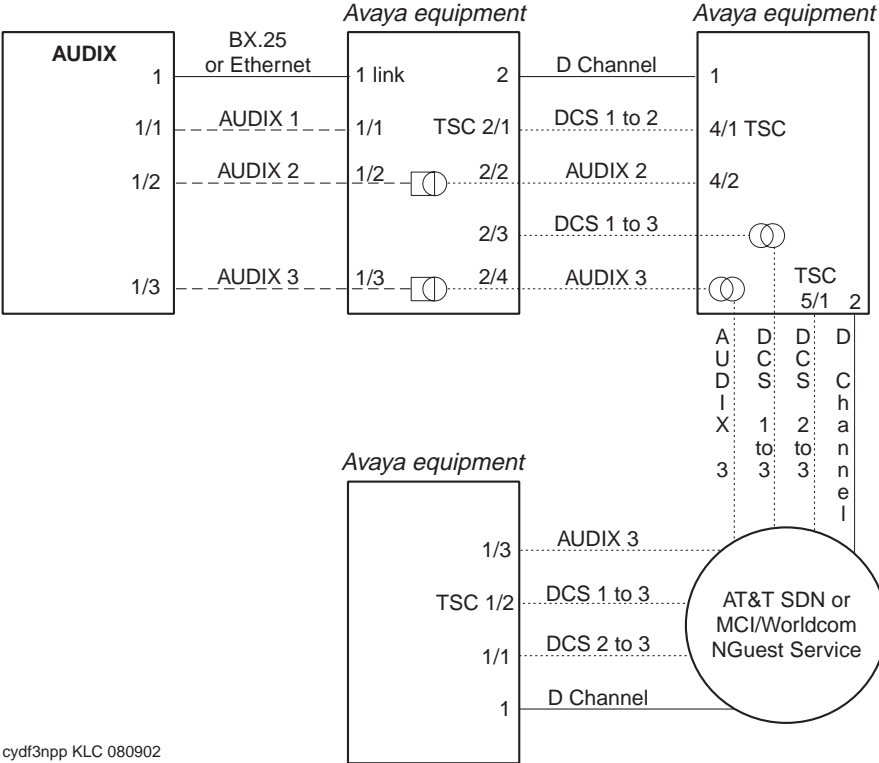 Avaya equipment Avaya equipment
AUDIX
BX.25
or Ethernet
1 1 link 2 D Channel 1
1/1 AUDIX 1 1/1 TSC 2/1 DCS 1 to 2 4/1 TSC
1/2 AUDIX 2 1/2 2/2 AUDIX 2 4/2
2/3 DCS 1 to 3
1/3 AUDIX 3 1/3 2/4 AUDIX 3
TSC
5/1 2
AUDIX 3
DCS 1 to 3
DCS 2 to 3
D Channel
Avaya equipment
1/3 AUDIX 3
TSC 1/2 DCS 1 to 3
1/1 DCS 2 to 3
1 D Channel
AT&T SDN or
MCI/Worldcom
NGuest Service
cydf3npp KLC 080902